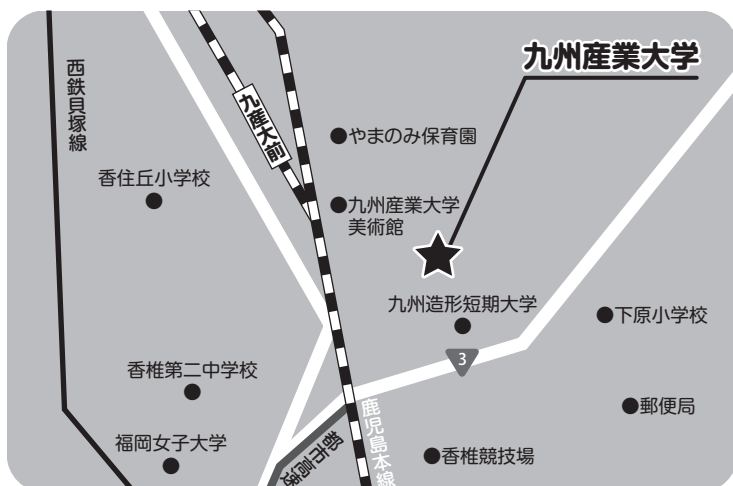 九州産業大学
西鉄貝塚線
九産大前
やまのみ保育園
香住丘小学校
九州産業大学
美術館
九州造形短期大学
下原小学校
3
香椎第二中学校
鹿児島本線
郵便局
福岡女子大学
都市高速
香椎競技場